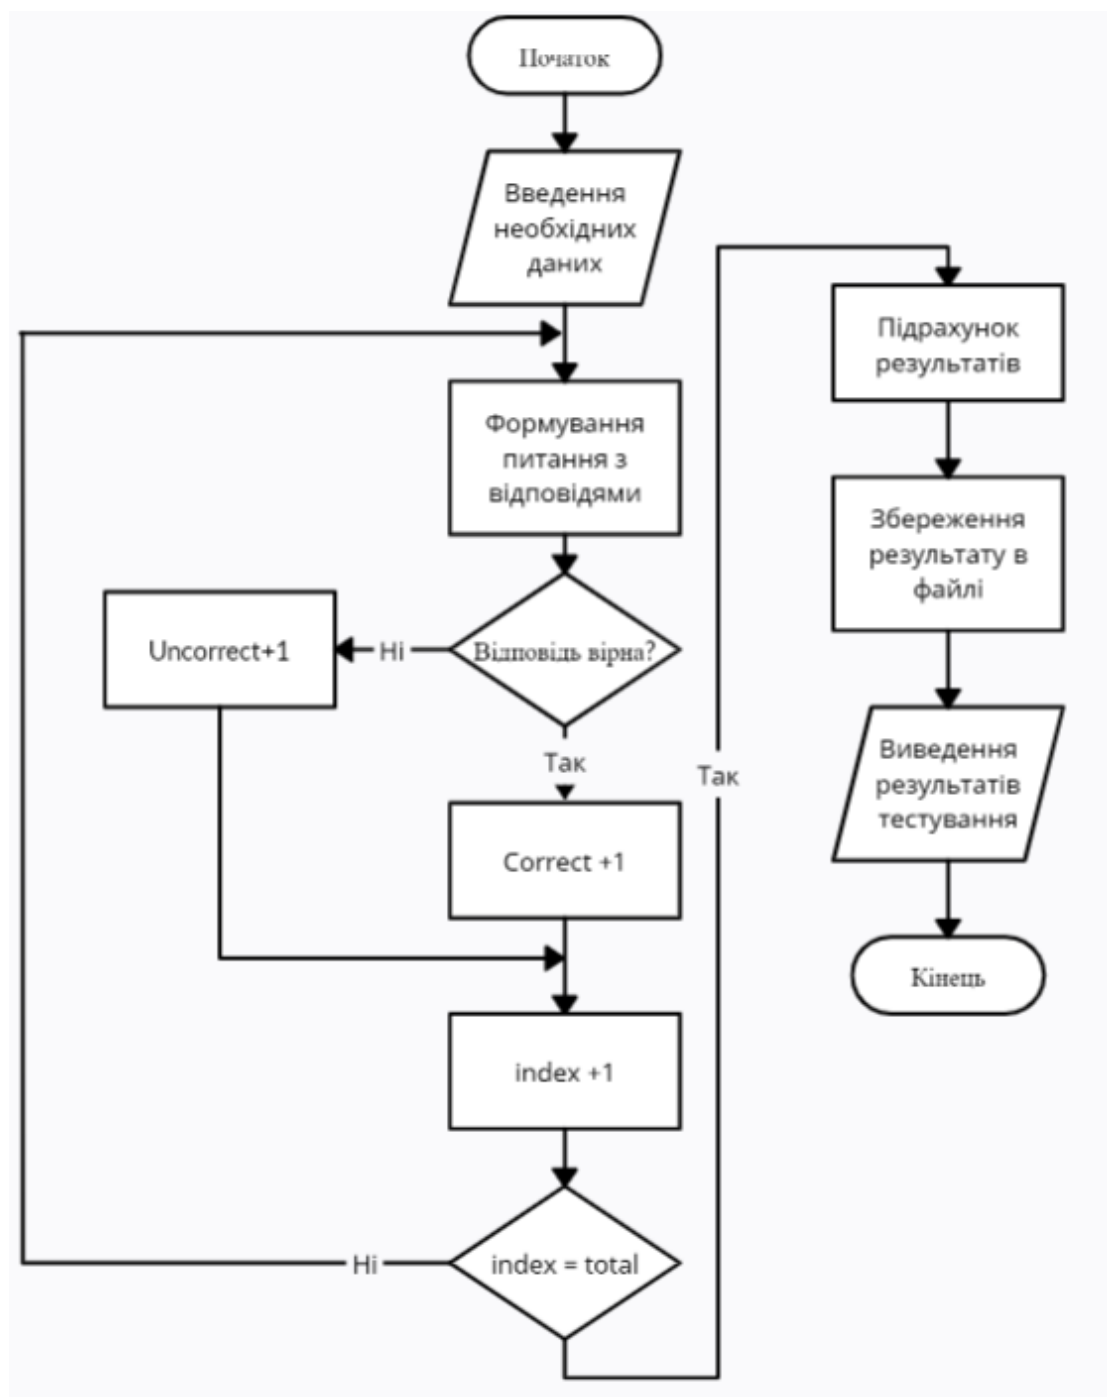 Початок
Введення
необхідних
даних
Формування
питання з
відповідями
Відповідь вірна?
Ні
Uncorrect+1
Так
Correct +1
index +1
index = total
Ні
Так
Підрахунок
результатів
Збереження
результату в
файлі
Виведення
результатів
тестування
Кінець